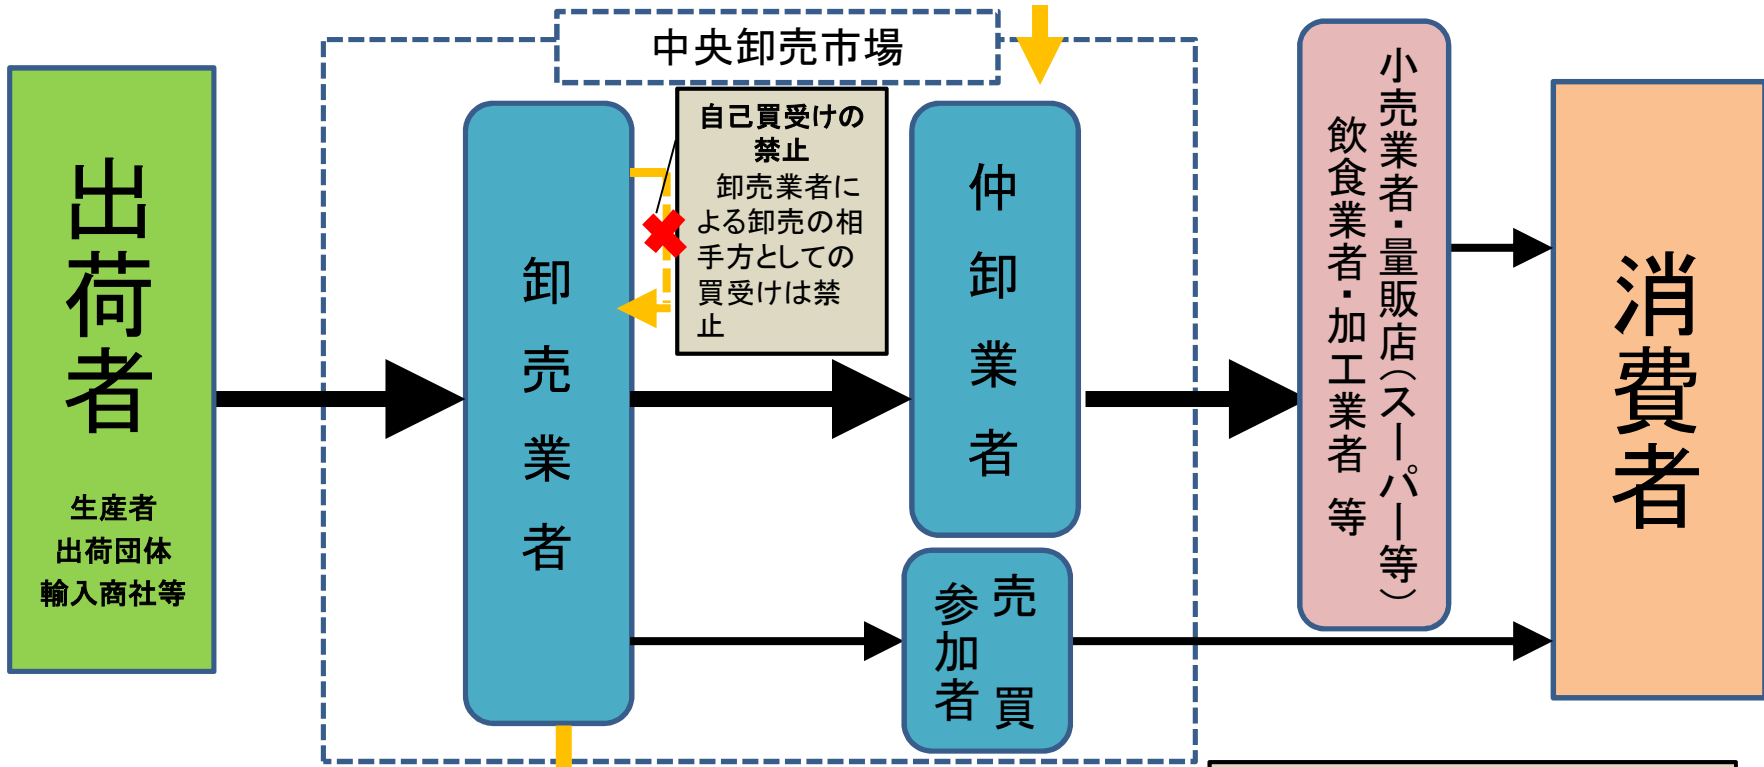 中央卸売市場
出荷者
生産者
出荷団体
輸入商社等
卸売業者
自己買受けの
禁止
卸売業者に
よる卸売の相
手方としての
買受けは禁
止
仲卸業者
売買
参加者
小売業者・量販店（スーパー等）
飲食業者・加工業者 等
消費者